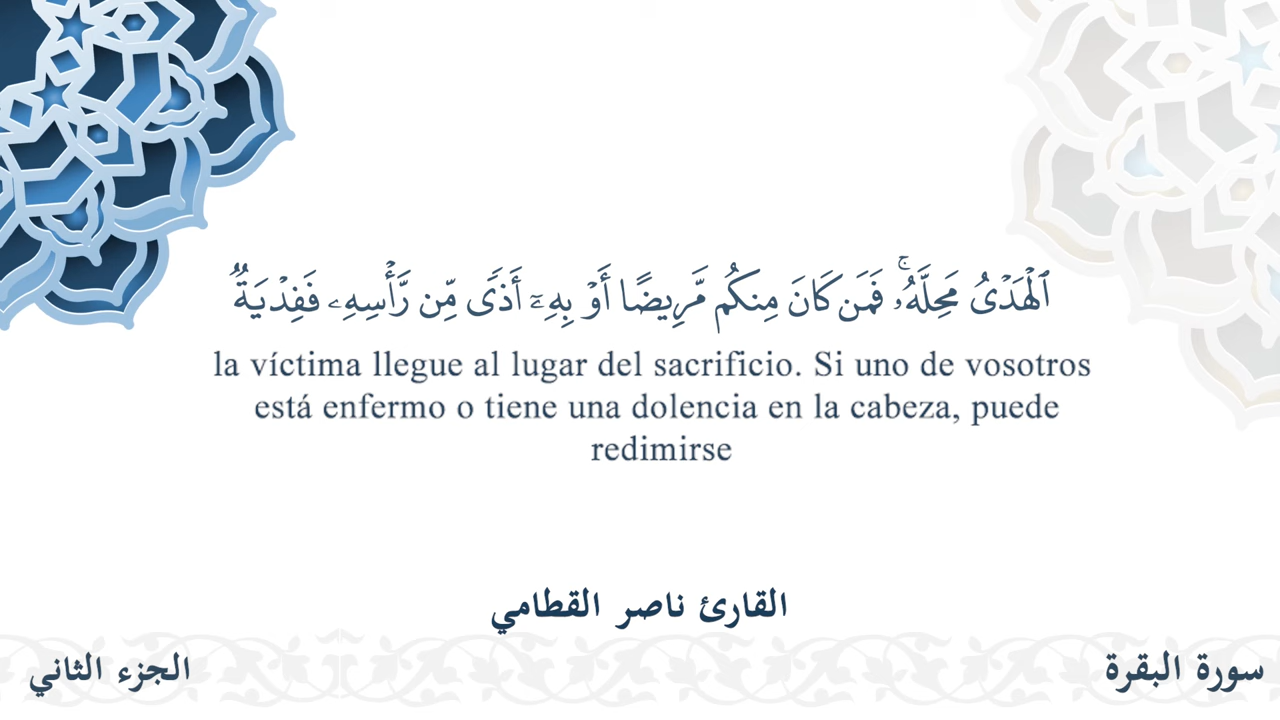 ٱلۡهَدۡىُ مَحِلَّهُۥۚ فَمَن كَانَ مِنكُم مَّرِيضًا أَوۡ بِهِۦٓ أَذٗى مِّن رَّأۡسِهِۦ فَفِدۡيَةٞ
la víctima llegue al lugar del sacrificio. Si uno de vosotros
está enfermo o tiene una dolencia en la cabeza, puede
redimirse
القارئ ناصر القطامي
سورة البقرة
الجزء الثاني